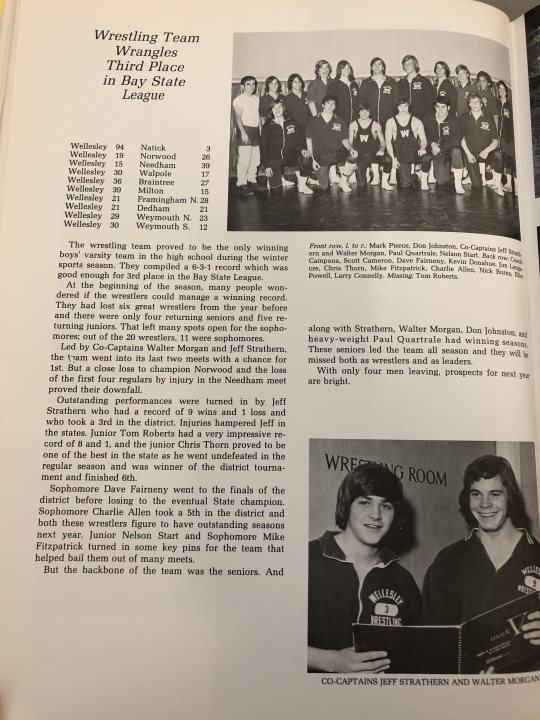 Wrestling Team
Wrangles
Third Place
in Bay State
League
Wellesley 94 Natick 3
Wellesley 19 Norwood 26
Wellesley 15 Needham 39
Wellesley 30 Walpole 17
Wellesley 36 Braintree 27
Wellesley 39 Milton 15
Wellesley 21 Framingham N. 28
Wellesley 21 Dedham 21
Wellesley 29 Weymouth N. 23
Wellesley 30 Weymouth S. 12
The wrestling team proved to be the only winning
boys' varsity team in the high school during the winter
sports season. They compiled a 6-3-1 record which was
good enough for 3rd place in the Bay State League.
At the beginning of the season, many people won-
dered if the wrestlers could manage a winning record.
They had lost six great wrestlers from the year before
and there were only four returning seniors and five re-
turning juniors. That left many spots open for the sopho-
mores; out of the 20 wrestlers, 11 were sophomores.
Led by Co-Captains Walter Morgan and Jeff Strathern,
the team went into its last two meets with a chance for
1st. But a close loss to champion Norwood and the loss
of the first four regulars by injury in the Needham meet
proved their downfall.
Outstanding performances were turned in by Jeff
Strathern who had a record of 9 wins and 1 loss and
who took a 3rd in the district. Injuries hampered Jeff in
the states. Junior Tom Roberts had a very impressive re-
cord of 8 and 1, and the junior Chris Thorn proved to be
one of the best in the state as he went undefeated in the
regular season and was winner of the district tourna-
ment and finished 6th.
Sophomore Dave Fairneny went to the finals of the
district before losing to the eventual State champion.
Sophomore Charlie Allen took a 5th in the district and
both these wrestlers figure to have outstanding seasons
next year. Junior Nelson Start and Sophomore Mike
Fitzpatrick turned in some key pins for the team that
helped bail them out of many meets.
But the backbone of the team was the seniors. And
Front row, l. to r.: Mark Pierce, Don Johnston, Co-Captains Jeff Strath-
ern and Walter Morgan, Paul Quartrale, Nelson Start. Back row: Coach
Campana, Scott Cameron, Dave Fairneny, Kevin Donahue, Jim
cre, Chris Thorn, Mike Fitzpatrick, Charlie Allen, Nick Burns,
Powell, Larry Connelly. Missing: Tom Roberts.
along with Strathern, Walter Morgan, Don Johnston, and
heavy-weight Paul Quartrale had winning seasons.
These seniors led the team all season and they will be
missed both as wrestlers and as leaders.
With only four men leaving, prospects for next year
are bright.
WRESTLING ROOM
WELLESLEY
3
WRESTLING
CO-CAPTAINS JEFF STRATHERN AND WALTER MORGAN